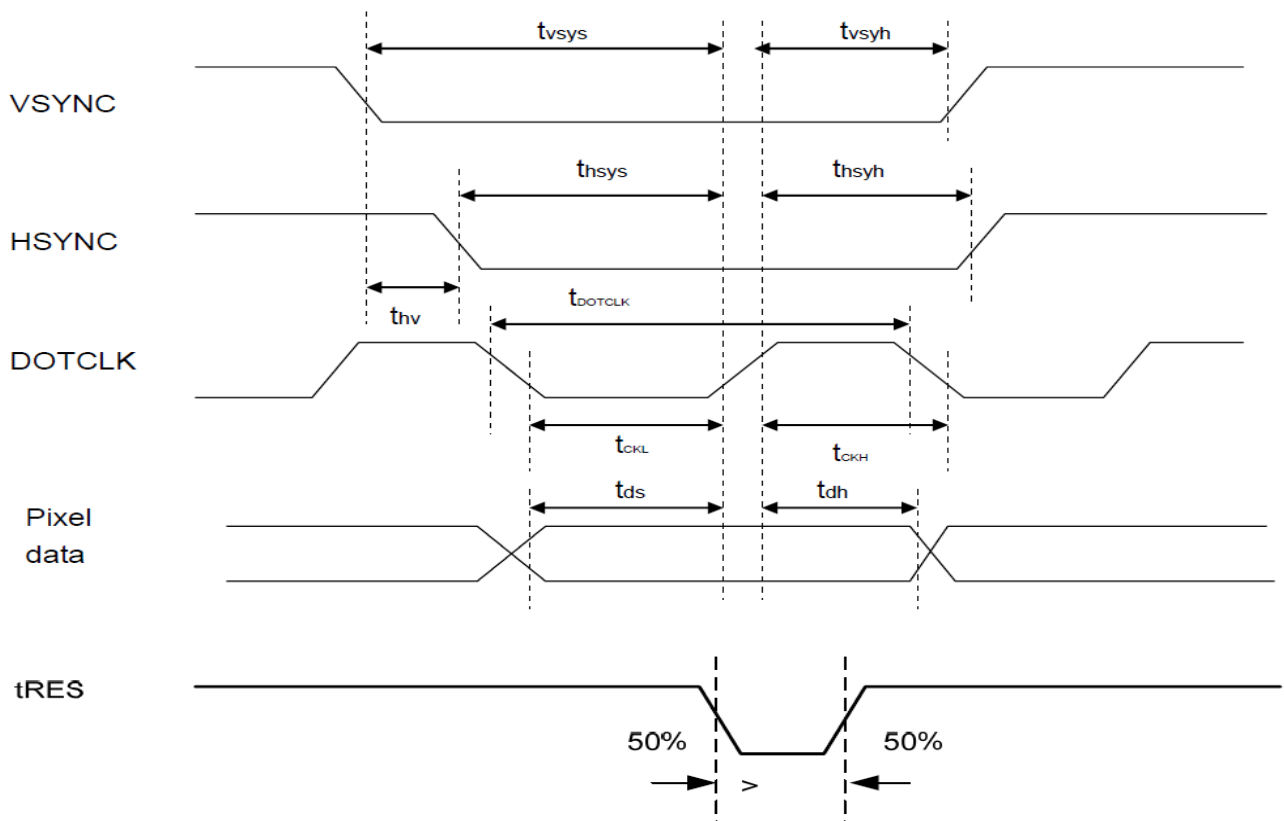 tvsys tvsyh
VSYNC
thsys thsyh
HSYNC
thv
tDOTCLK
DOTCLK
tCKL tCKH
tds tdh
Pixel
data
tRES
50% 50%
>